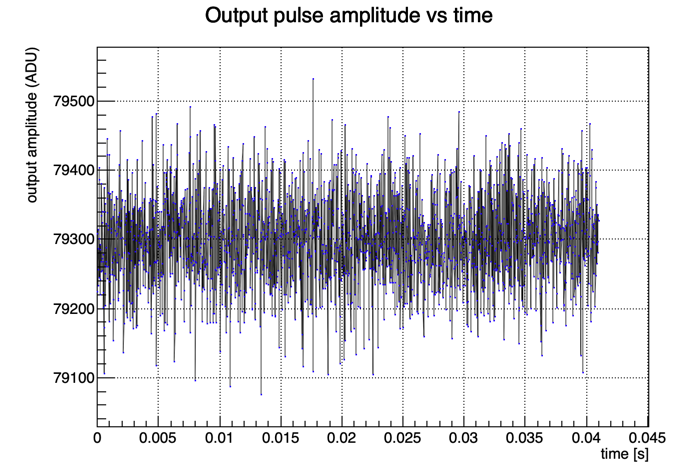 Output pulse amplitude vs time
output amplitude (ADU)
79500
79400
79300
79200
79100
0 0.005 0.01 0.015 0.02 0.025 0.03 0.035 0.04 0.045
time [s]